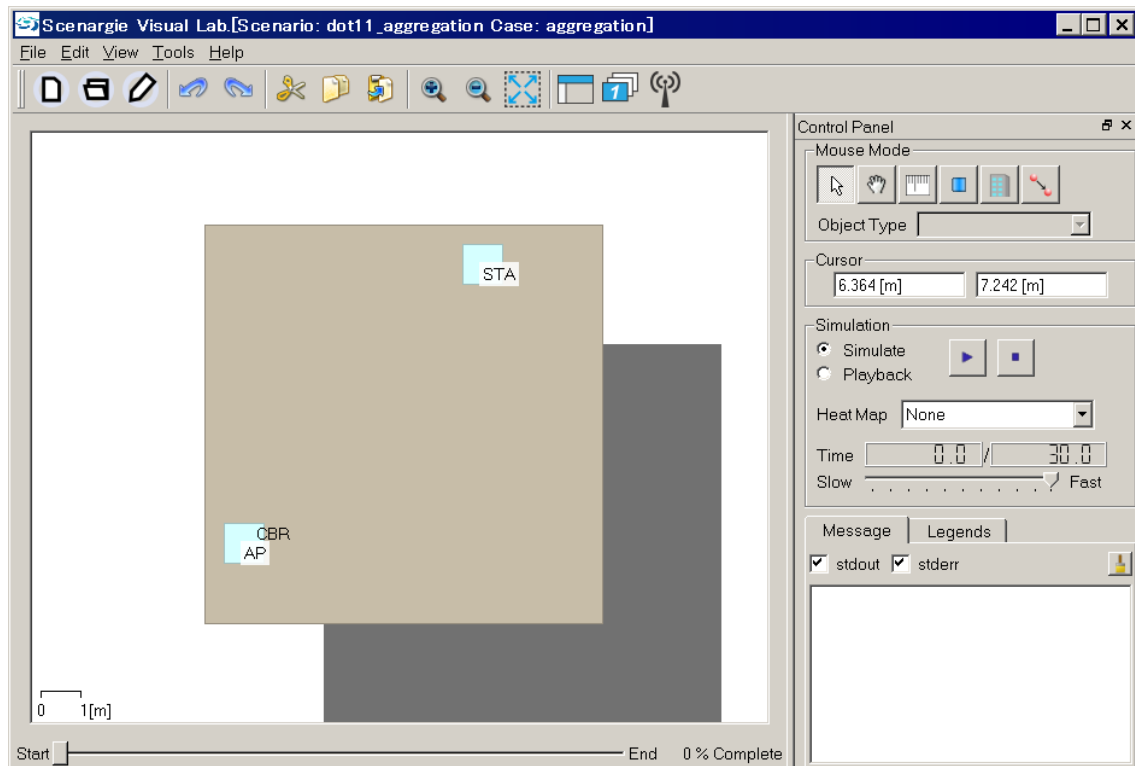 Scenargie Visual Lab.[Scenario: dot11_aggregation Case: aggregation]
File Edit View Tools Help
1
Control Panel
Mouse Mode
Object Type
Cursor
6.364 [m] 7.242 [m]
Simulation
Simulate
Playback
Heat Map None
Time 0.0 / 30.0
Slow Fast
Message Legends
stdout stderr
STA
CBR
AP
0 1[m]
Start End 0 % Complete